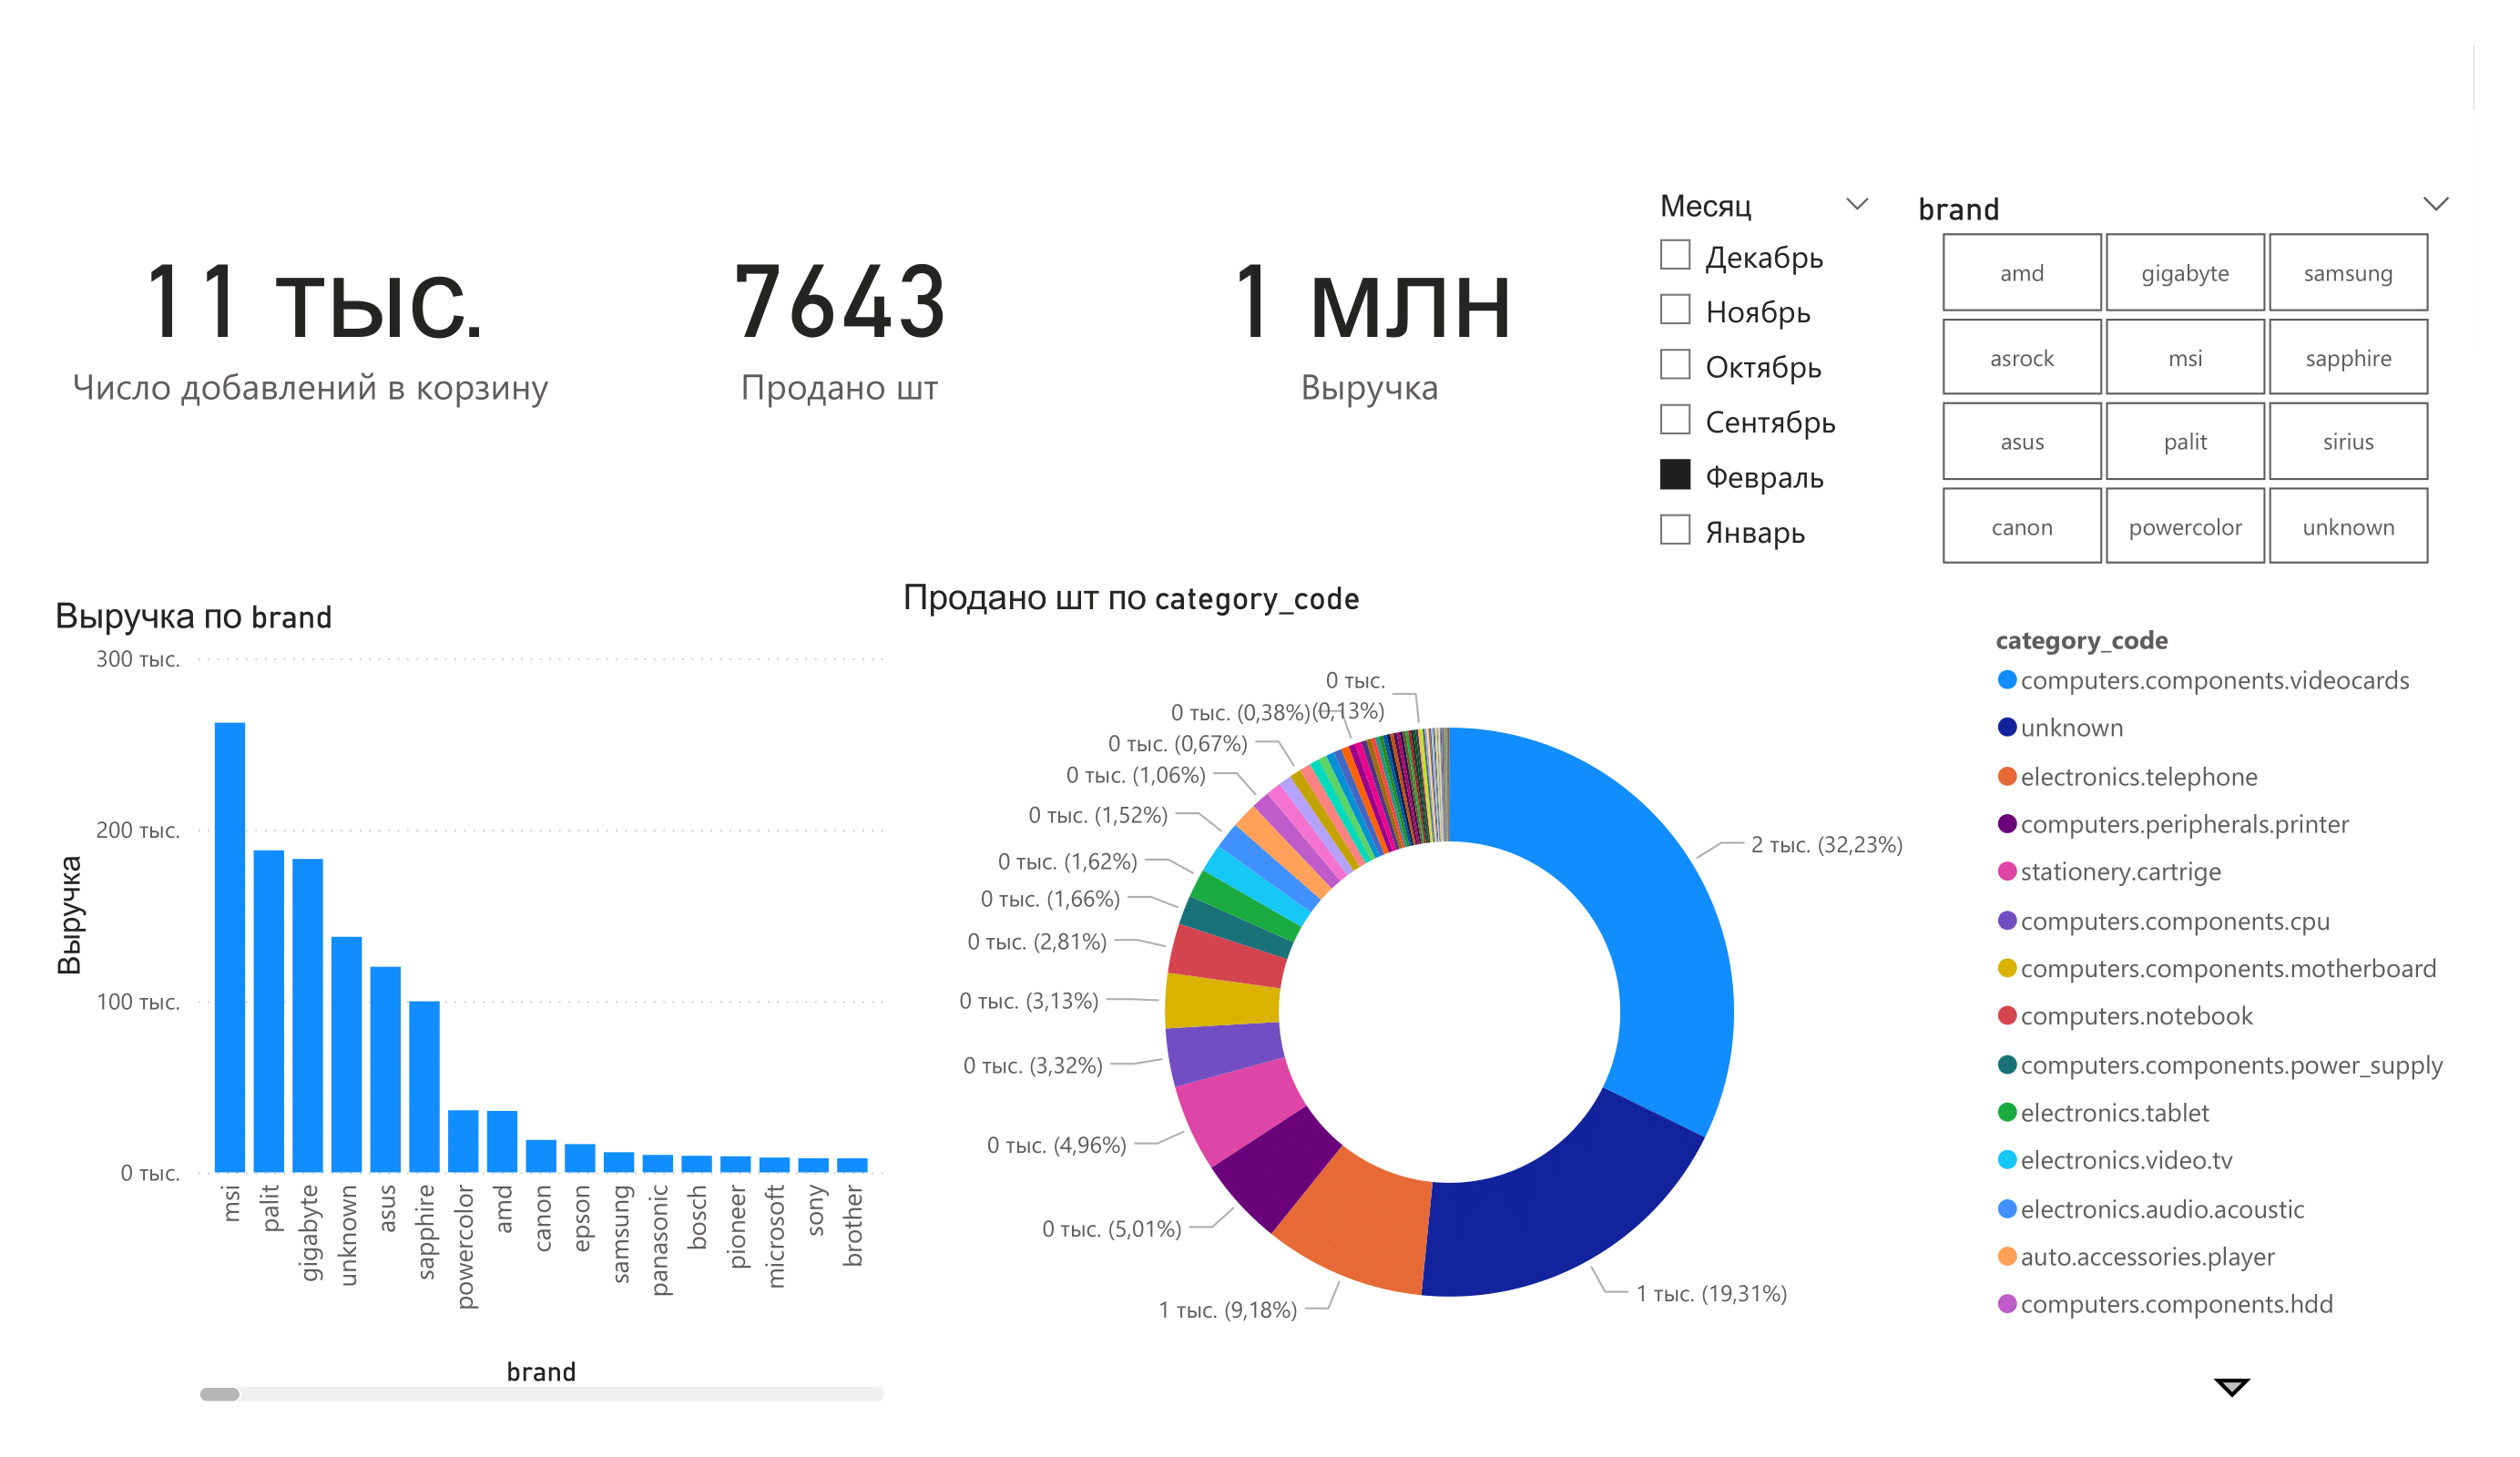 11 тыс.
Число добавлений в корзину
7643
Продано шт
1 млн
Выручка
Месяц
Декабрь
Ноябрь
Октябрь
Сентябрь
Февраль
Январь
brand
amd
gigabyte
samsung
asrock
msi
sapphire
asus
palit
sirius
canon
powercolor
unknown
Выручка по brand
300 тыс.
200 тыс.
100 тыс.
0 тыс.
Выручка
msi
palit
gigabyte
unknown
asus
sapphire
powercolor
amd
canon
epson
samsung
panasonic
bosch
pioneer
microsoft
sony
brother
brand
Продано шт по category_code
0 тыс.
(0,13%)
0 тыс. (0,38%)
0 тыс. (0,67%)
0 тыс. (1,06%)
0 тыс. (1,52%)
0 тыс. (1,62%)
0 тыс. (1,66%)
0 тыс. (2,81%)
0 тыс. (3,13%)
0 тыс. (3,32%)
0 тыс. (4,96%)
0 тыс. (5,01%)
1 тыс. (9,18%)
1 тыс. (19,31%)
2 тыс. (32,23%)
category_code
computers.components.videocards
unknown
electronics.telephone
computers.peripherals.printer
stationery.cartrige
computers.components.cpu
computers.components.motherboard
computers.notebook
computers.components.power_supply
electronics.tablet
electronics.video.tv
electronics.audio.acoustic
auto.accessories.player
computers.components.hdd